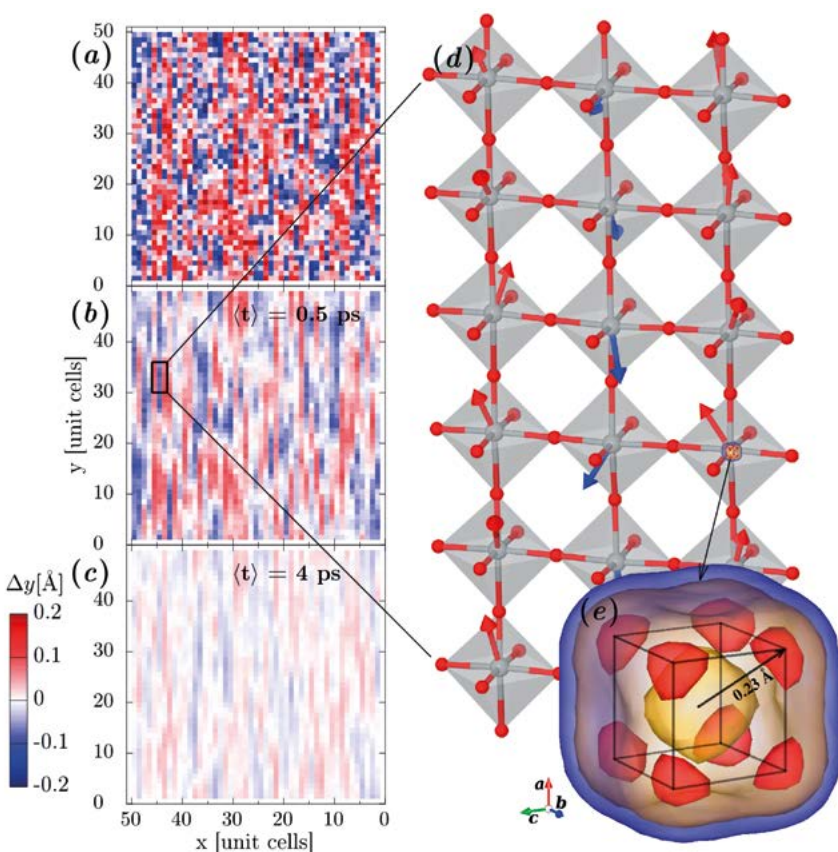 (a)
50
40
30
20
10
0
(b)
⟨t⟩ = 0.5 ps
40
30
20
10
0
y [unit cells]
(c)
⟨t⟩ = 4 ps
40
30
20
10
0
Δy[Å]
0.2
0.1
0
-0.1
-0.2
50 40 30 20 10 0
x [unit cells]
(d)
(e)
0.23 Å
a
b
c